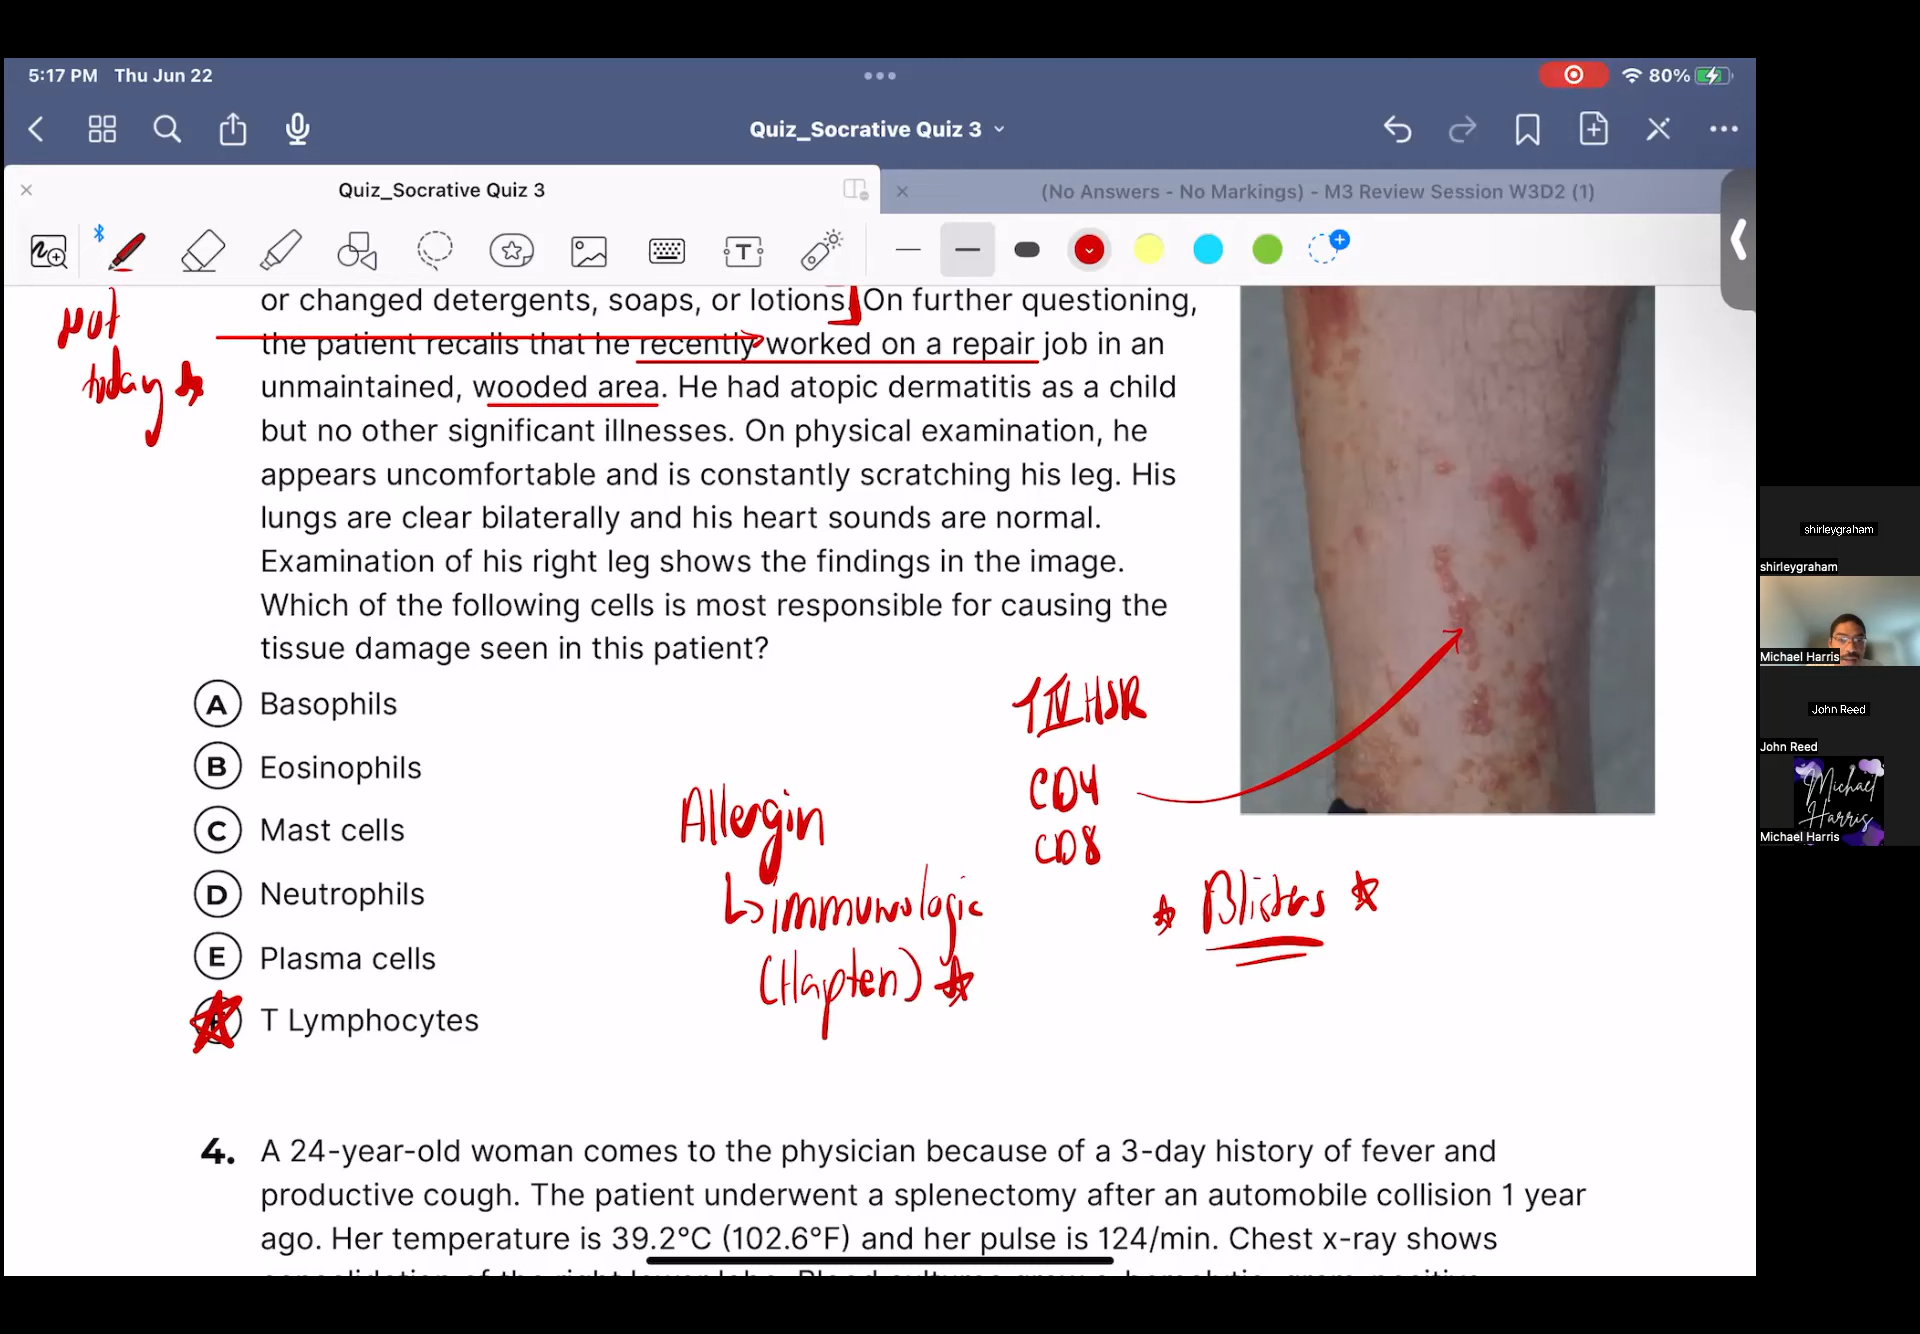 5:17 PM Thu Jun 22
80%
Quiz_Socrative Quiz 3
Quiz_Socrative Quiz 3
(No Answers - No Markings) - M3 Review Session W3D2 (1)
T
not
today
or changed detergents, soaps, or lotions. On further questioning,
the patient recalls that he recently worked on a repair job in an
unmaintained, wooded area. He had atopic dermatitis as a child
but no other significant illnesses. On physical examination, he
appears uncomfortable and is constantly scratching his leg. His
lungs are clear bilaterally and his heart sounds are normal.
Examination of his right leg shows the findings in the image.
Which of the following cells is most responsible for causing the
tissue damage seen in this patient?
A Basophils
B Eosinophils
C Mast cells
D Neutrophils
E Plasma cells
T Lymphocytes
TIV HSR
CD4
CD8
Allergin
immunologic
(Hapten)
Blisters
4. A 24-year-old woman comes to the physician because of a 3-day history of fever and
productive cough. The patient underwent a splenectomy after an automobile collision 1 year
ago. Her temperature is 39.2°C (102.6°F) and her pulse is 124/min. Chest x-ray shows
shirleygraham
shirleygraham
Michael Harris
John Reed
John Reed
Michael
Harris
Michael Harris